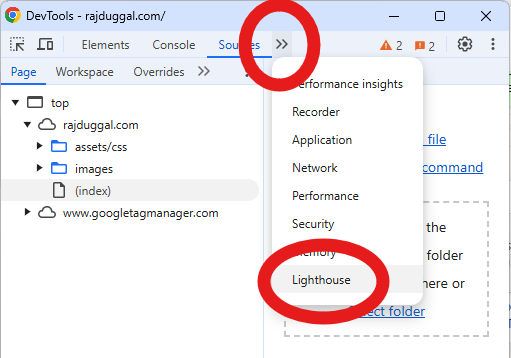 DevTools - rajduggal.com/
Elements Console Sources 2 2
Page Workspace Overrides
Performance insights
top
Recorder
rajduggal.com
Application
file
assets/css
Network
command
images
Performance
(index)
www.googletagmanager.com
Security
the
Memory
folder
Lighthouse
here or
select folder